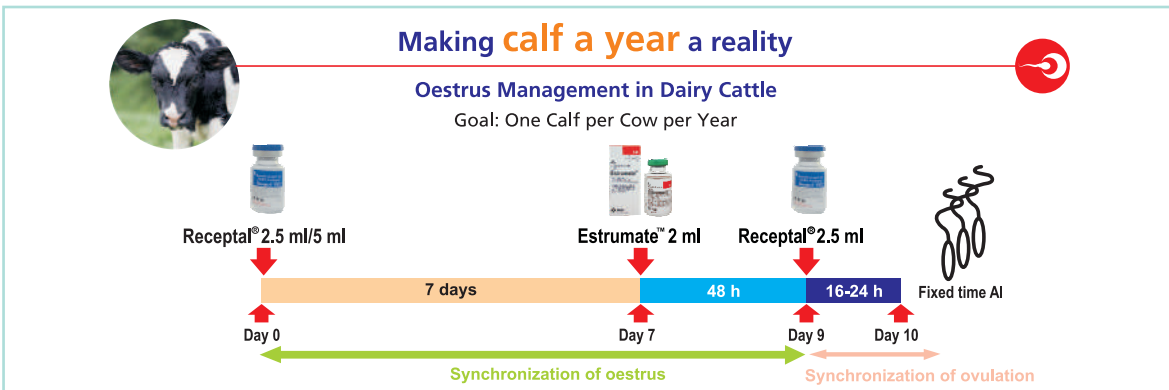 Making calf a year a reality
Oestrus Management in Dairy Cattle
Goal: One Calf per Cow per Year
Receptal® 2.5 ml/5 ml
Estrumate™ 2 ml
Receptal® 2.5 ml
7 days
48 h
16-24 h
Fixed time AI
Day 0
Day 7
Day 9
Day 10
Synchronization of oestrus
Synchronization of ovulation